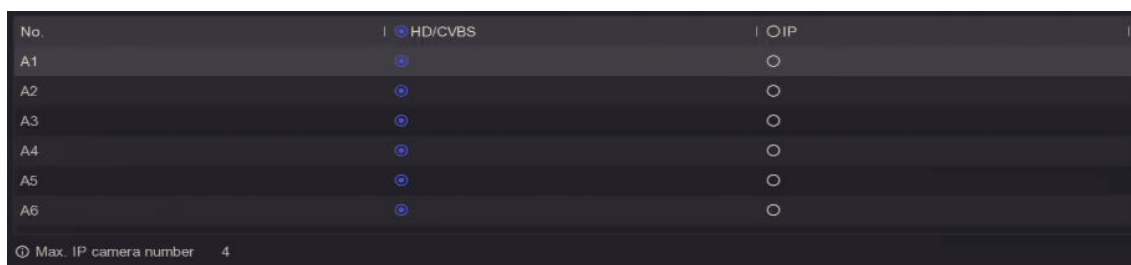 No. HD/CVBS IP
A1
A2
A3
A4
A5
A6
Max. IP camera number 4